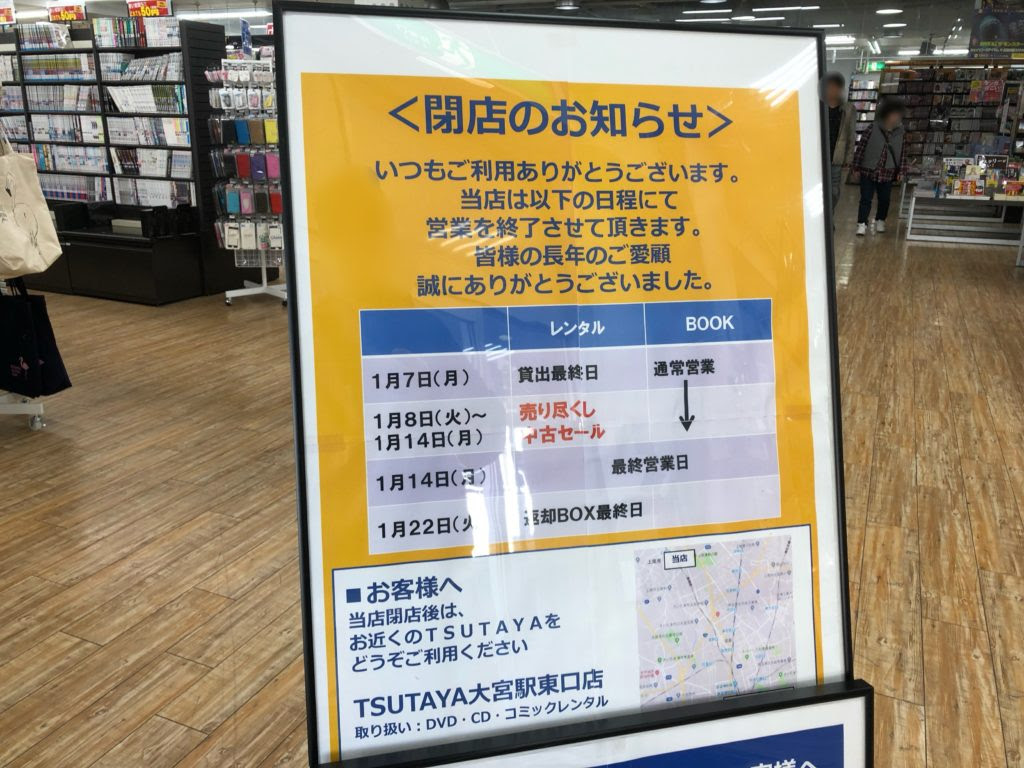 ＜閉店のお知らせ＞
いつもご利用ありがとうございます。
当店は以下の日程にて
営業を終了させて頂きます。
皆様の長年のご愛顧
誠にありがとうございました。
レンタル BOOK
1月7日(月) 貸出最終日 通常営業
1月8日(火)～ 売り尽くし
1月14日(月) 中古セール
1月14日(月) 最終営業日
1月22日(火 返却BOX最終日
■お客様へ
当店閉店後は、
お近くのＴＳＵＴＡＹＡを
どうぞご利用ください
当店
TSUTAYA大宮駅東口店
取り扱い：DVD・CD・コミックレンタル